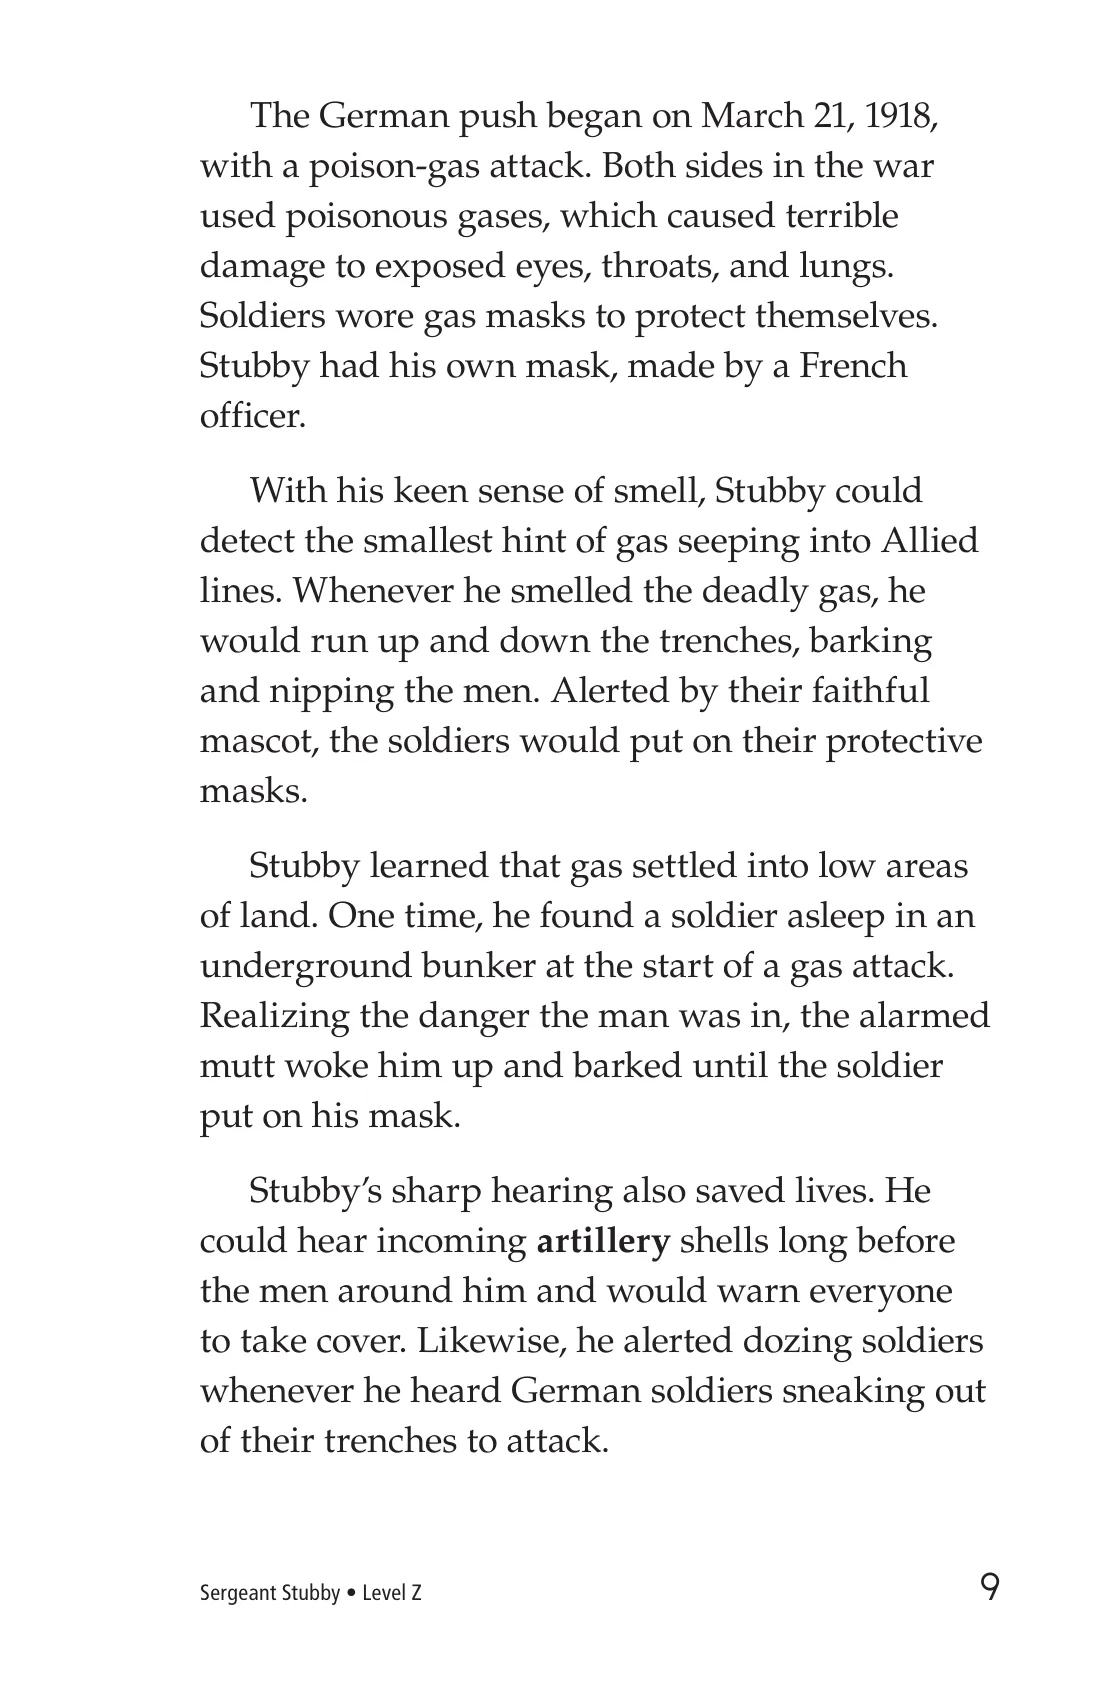 The German push began on March 21, 1918,
with a poison-gas attack. Both sides in the war
used poisonous gases, which caused terrible
damage to exposed eyes, throats, and lungs.
Soldiers wore gas masks to protect themselves.
Stubby had his own mask, made by a French
officer.
With his keen sense of smell, Stubby could
detect the smallest hint of gas seeping into Allied
lines. Whenever he smelled the deadly gas, he
would run up and down the trenches, barking
and nipping the men. Alerted by their faithful
mascot, the soldiers would put on their protective
masks.
Stubby learned that gas settled into low areas
of land. One time, he found a soldier asleep in an
underground bunker at the start of a gas attack.
Realizing the danger the man was in, the alarmed
mutt woke him up and barked until the soldier
put on his mask.
Stubby’s sharp hearing also saved lives. He
could hear incoming artillery shells long before
the men around him and would warn everyone
to take cover. Likewise, he alerted dozing soldiers
whenever he heard German soldiers sneaking out
of their trenches to attack.
Sergeant Stubby • Level Z
9